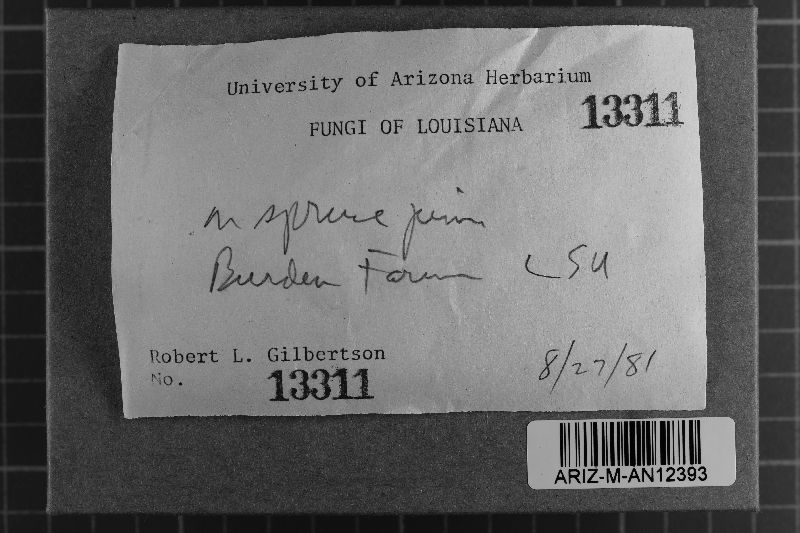 University of Arizona Herbarium
13311
FUNGI OF LOUISIANA
on spruce pine
Burden Farm LSU
Robert L. Gilbertson
8/27/81
No. 13311
ARIZ-M-AN12393